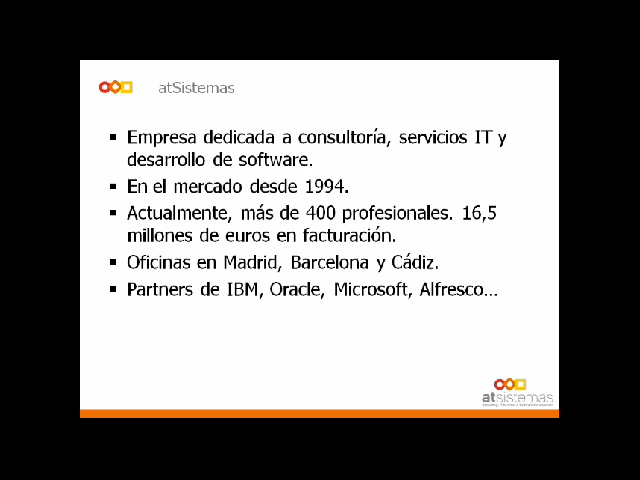 atSistemas
Empresa dedicada a consultoría, servicios IT y
desarrollo de software.
En el mercado desde 1994.
Actualmente, más de 400 profesionales. 16,5
millones de euros en facturación.
Oficinas en Madrid, Barcelona y Cádiz.
Partners de IBM, Oracle, Microsoft, Alfresco...
atsistemas